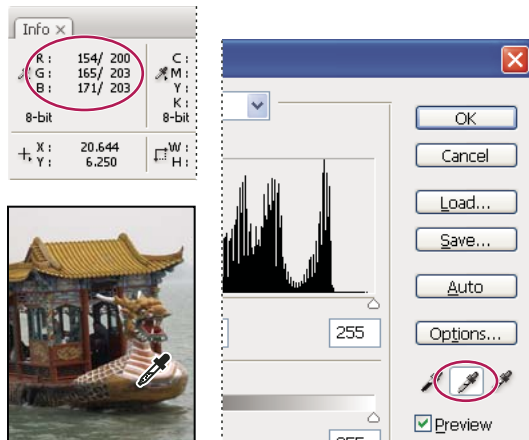 Info ×
R : 154/ 200 C :
G : 165/ 203 M :
B : 171/ 203 Y :
K :
8-bit 8-bit
X : 20.644 W :
Y : 6.250 H :
OK
Cancel
Load...
Save...
Auto
255 Options...
Preview